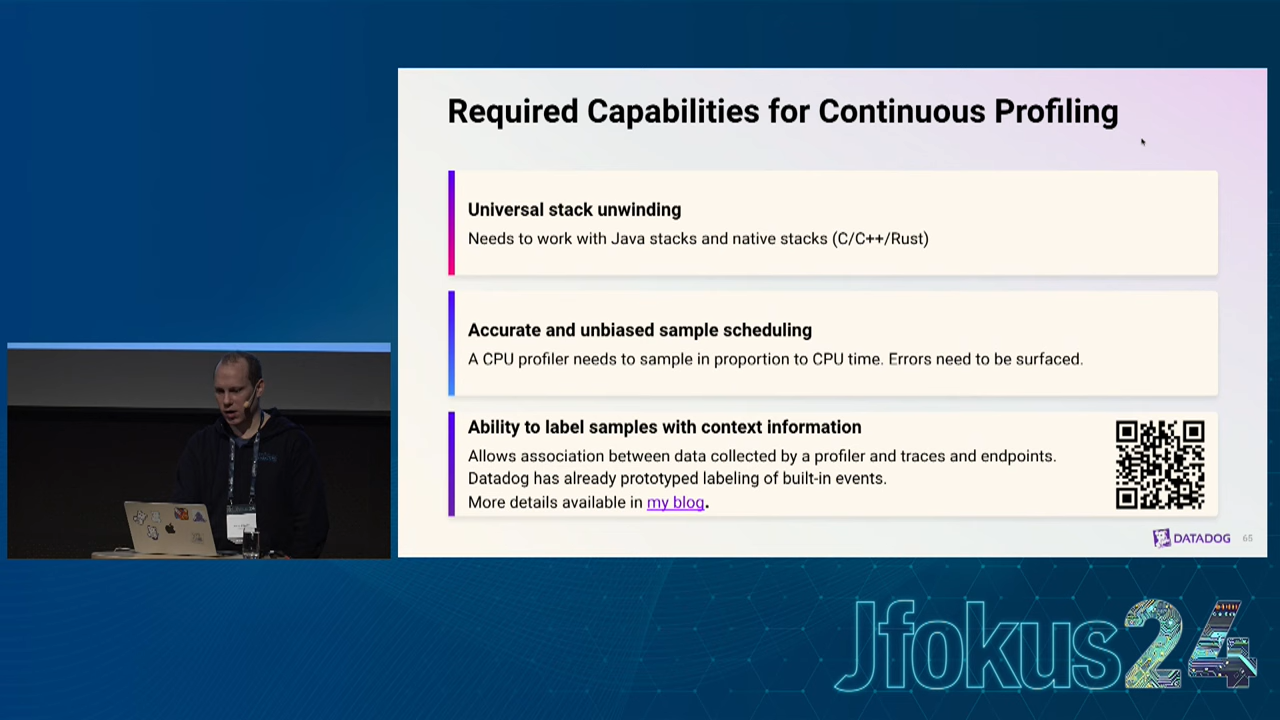 Required Capabilities for Continuous Profiling
Universal stack unwinding
Needs to work with Java stacks and native stacks (C/C++/Rust)
Accurate and unbiased sample scheduling
A CPU profiler needs to sample in proportion to CPU time. Errors need to be surfaced.
Ability to label samples with context information
Allows association between data collected by a profiler and traces and endpoints.
Datadog has already prototyped labeling of built-in events.
More details available in my blog.
DATADOG 65
Jfokus24